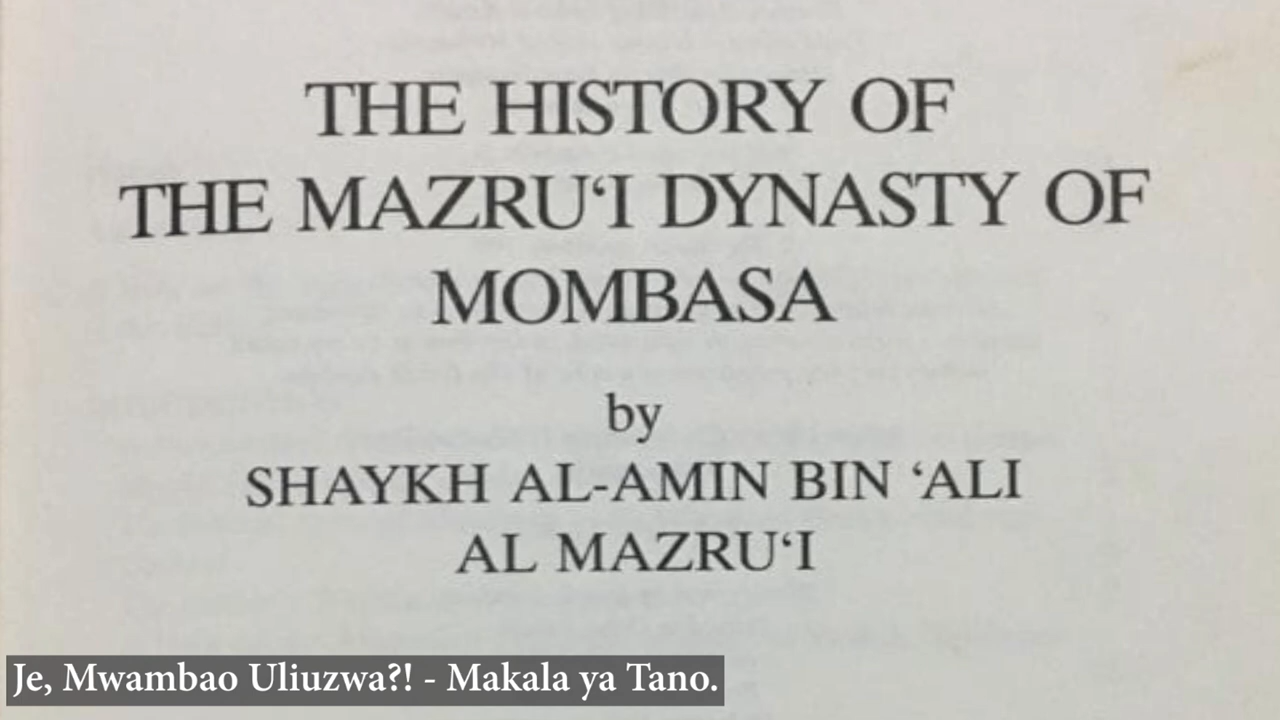 THE HISTORY OF
THE MAZRU‘I DYNASTY OF
MOMBASA
by
SHAYKH AL-AMIN BIN ‘ALI
AL MAZRU‘I
Je, Mwambao Uliuzwa?! - Makala ya Tano.